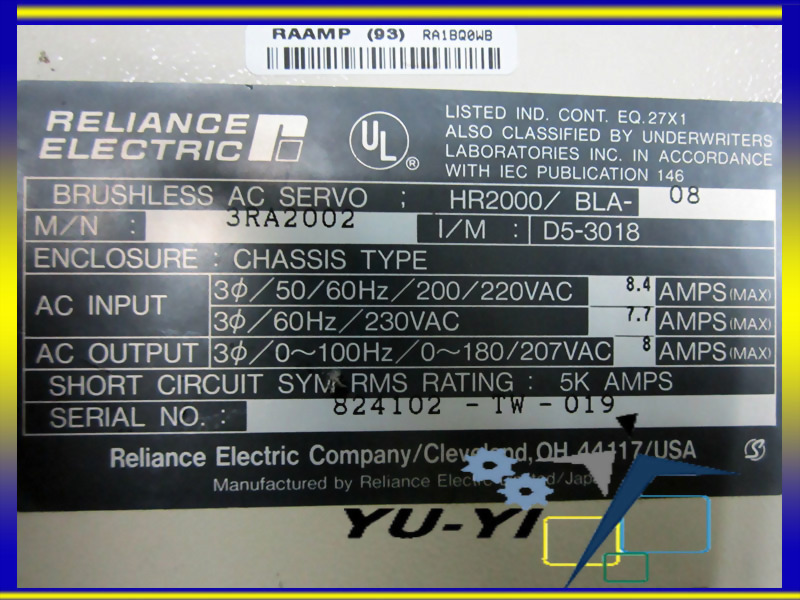 RAAMP (93) RA1BQ0WB
RELIANCE
ELECTRIC
UL ®
LISTED IND. CONT. EQ. 27X1
ALSO CLASSIFIED BY UNDERWRITERS
LABORATORIES INC. IN ACCORDANCE
WITH IEC PUBLICATION 146
BRUSHLESS AC SERVO ; HR2000/ BLA- 08
M/N : 3RA2002 I/M : D5-3018
ENCLOSURE : CHASSIS TYPE
AC INPUT
3φ/50/60Hz/200/220VAC 8.4 AMPS(MAX)
3φ/60Hz/230VAC 7.7 AMPS(MAX)
AC OUTPUT 3φ/0~100Hz/0~180/207VAC 8 AMPS(MAX)
SHORT CIRCUIT SYM RMS RATING : 5K AMPS
SERIAL NO. : 824102 -TW-019
Reliance Electric Company/Cleveland, OH 44117/USA
Manufactured by Reliance Electric Limited/Japan
YU-YI